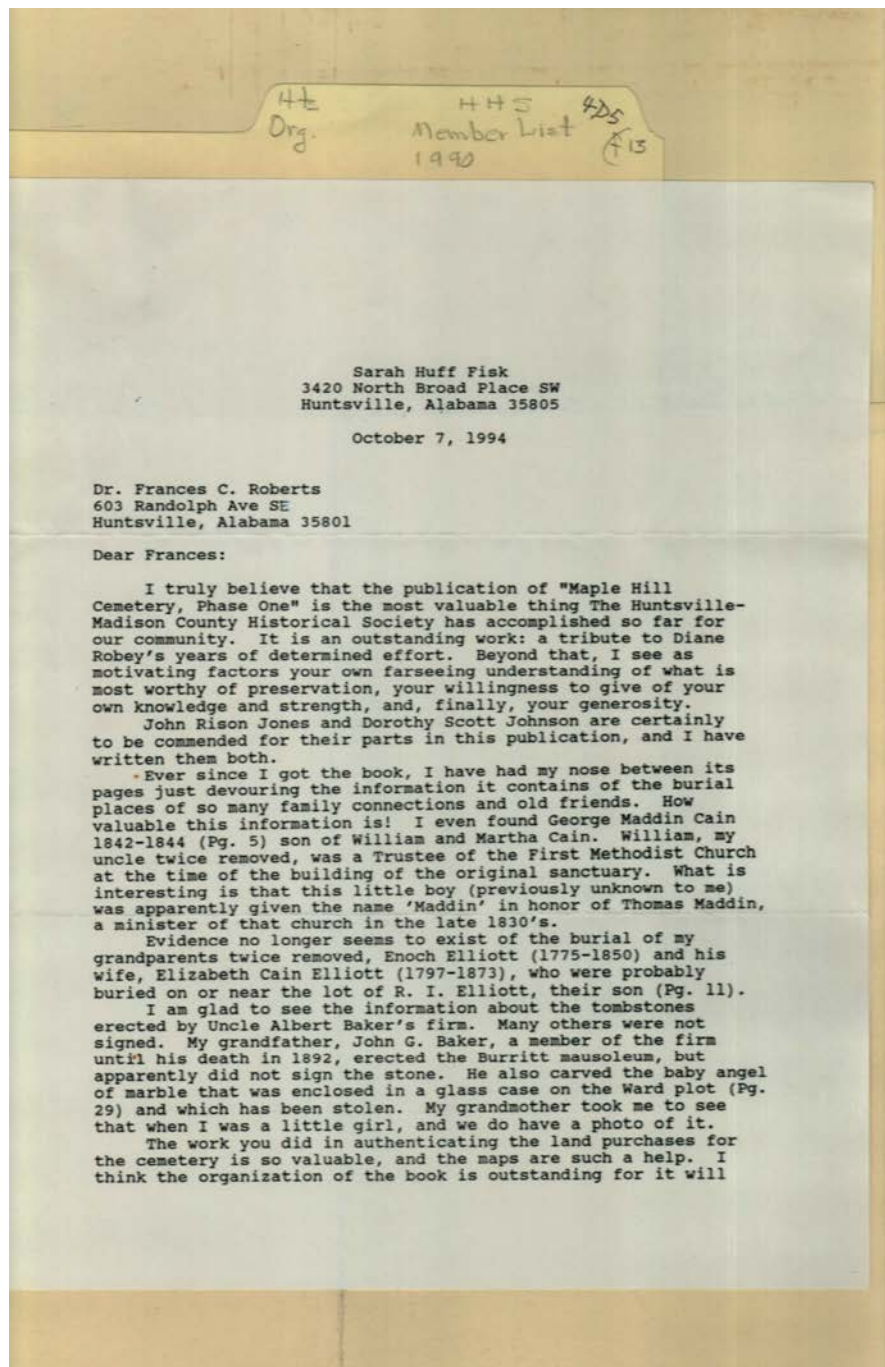 Htz
Org.
HHS
Member List
1990
4D5
13
Sarah Huff Fisk
3420 North Broad Place SW
Huntsville, Alabama 35805
October 7, 1994
Dr. Frances C. Roberts
603 Randolph Ave SE
Huntsville, Alabama 35801
Dear Frances:
I truly believe that the publication of "Maple Hill
Cemetery, Phase One" is the most valuable thing The Huntsville-
Madison County Historical Society has accomplished so far for
our community. It is an outstanding work: a tribute to Diane
Robey's years of determined effort. Beyond that, I see as
motivating factors your own farseeing understanding of what is
most worthy of preservation, your willingness to give of your
own knowledge and strength, and, finally, your generosity.
John Rison Jones and Dorothy Scott Johnson are certainly
to be commended for their parts in this publication, and I have
written them both.
Ever since I got the book, I have had my nose between its
pages just devouring the information it contains of the burial
places of so many family connections and old friends. How
valuable this information is! I even found George Maddin Cain
1842-1844 (Pg. 5) son of William and Martha Cain. William, my
uncle twice removed, was a Trustee of the First Methodist Church
at the time of the building of the original sanctuary. What is
interesting is that this little boy (previously unknown to me)
was apparently given the name 'Maddin' in honor of Thomas Maddin,
a minister of that church in the late 1830's.
Evidence no longer seems to exist of the burial of my
grandparents twice removed, Enoch Elliott (1775-1850) and his
wife, Elizabeth Cain Elliott (1797-1873), who were probably
buried on or near the lot of R. I. Elliott, their son (Pg. 11).
I am glad to see the information about the tombstones
erected by Uncle Albert Baker's firm. Many others were not
signed. My grandfather, John G. Baker, a member of the firm
until his death in 1892, erected the Burritt mausoleum, but
apparently did not sign the stone. He also carved the baby angel
of marble that was enclosed in a glass case on the Ward plot (Pg.
29) and which has been stolen. My grandmother took me to see
that when I was a little girl, and we do have a photo of it.
The work you did in authenticating the land purchases for
the cemetery is so valuable, and the maps are such a help. I
think the organization of the book is outstanding for it will